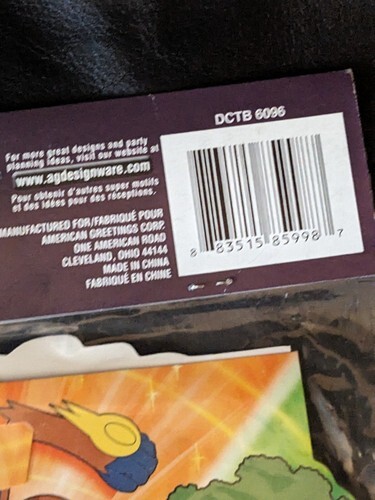 DCTB 6096
For more great designs and party
planning ideas, visit our website at
www.agdesignware.com
Pour obtenir d'autres super motifs
et des idées pour des réceptions.
MANUFACTURED FOR/FABRIQUÉ POUR
AMERICAN GREETINGS CORP.
ONE AMERICAN ROAD
CLEVELAND, OHIO 44144
MADE IN CHINA
FABRIQUÉ EN CHINE
8 83515 85998 7